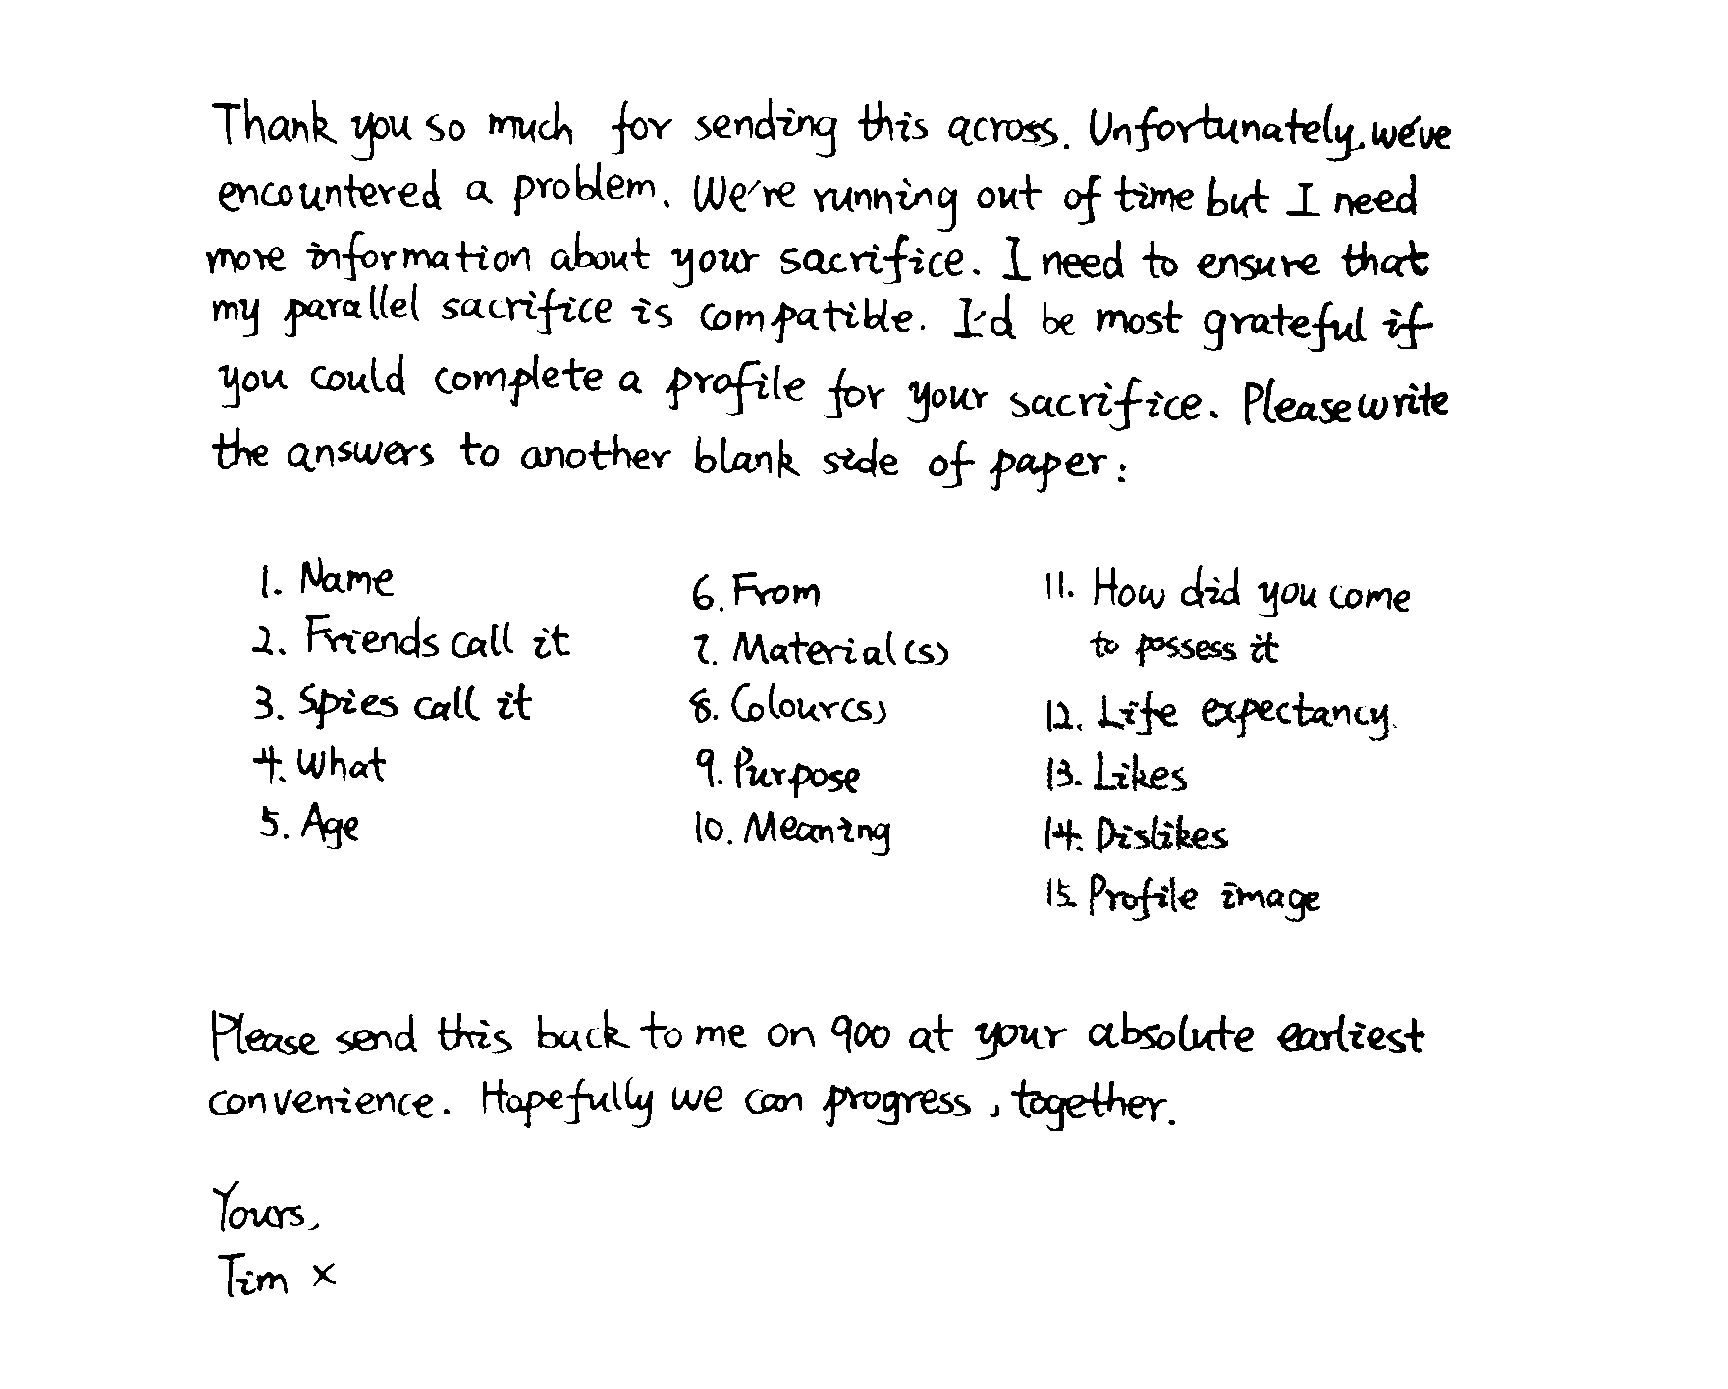 Thank you so much for sending this across. Unfortunately, we've
encountered a problem. We're running out of time but I need
more information about your sacrifice. I need to ensure that
my parallel sacrifice is compatible. I'd be most grateful if
you could complete a profile for your sacrifice. Please write
the answers to another blank side of paper:
1. Name
2. Friends call it
3. Spies call it
4. What
5. Age
6. From
7. Material(s)
8. Colour(s)
9. Purpose
10. Meaning
11. How did you come
to possess it
12. Life expectancy
13. Likes
14. Dislikes
15. Profile image
Please send this back to me on 900 at your absolute earliest
convenience. Hopefully we can progress, together.
Yours,
Tim x